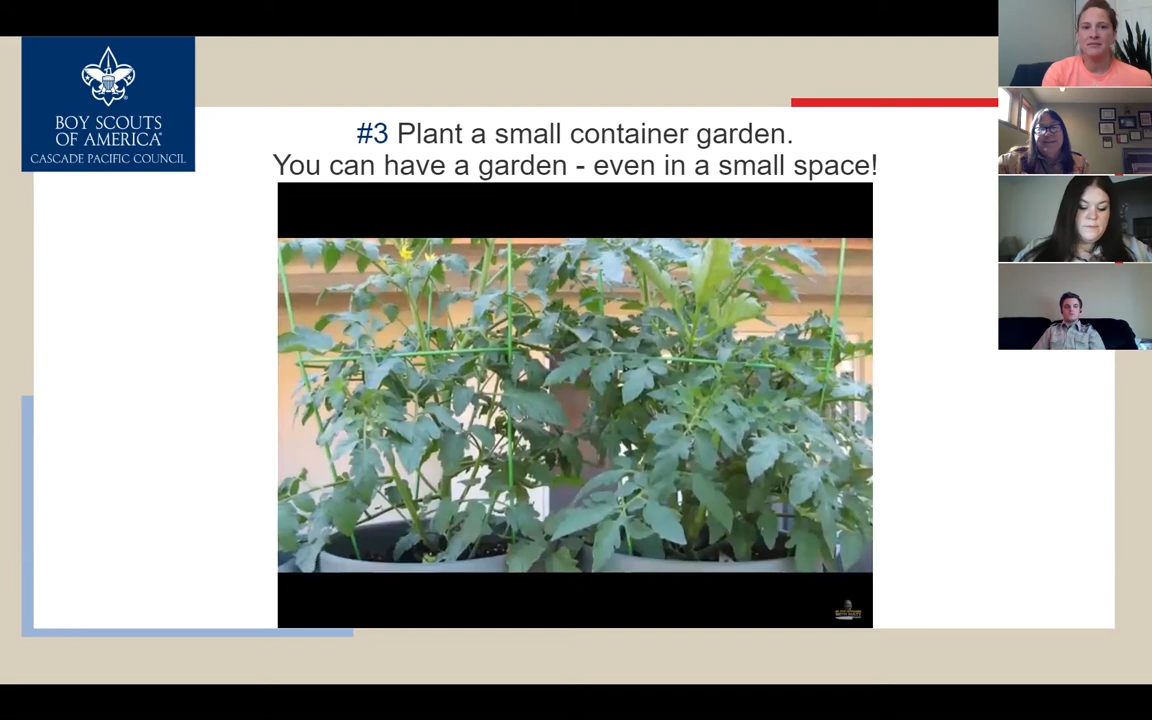 BOY SCOUTS
OF AMERICA®
CASCADE PACIFIC COUNCIL
#3 Plant a small container garden.
You can have a garden - even in a small space!